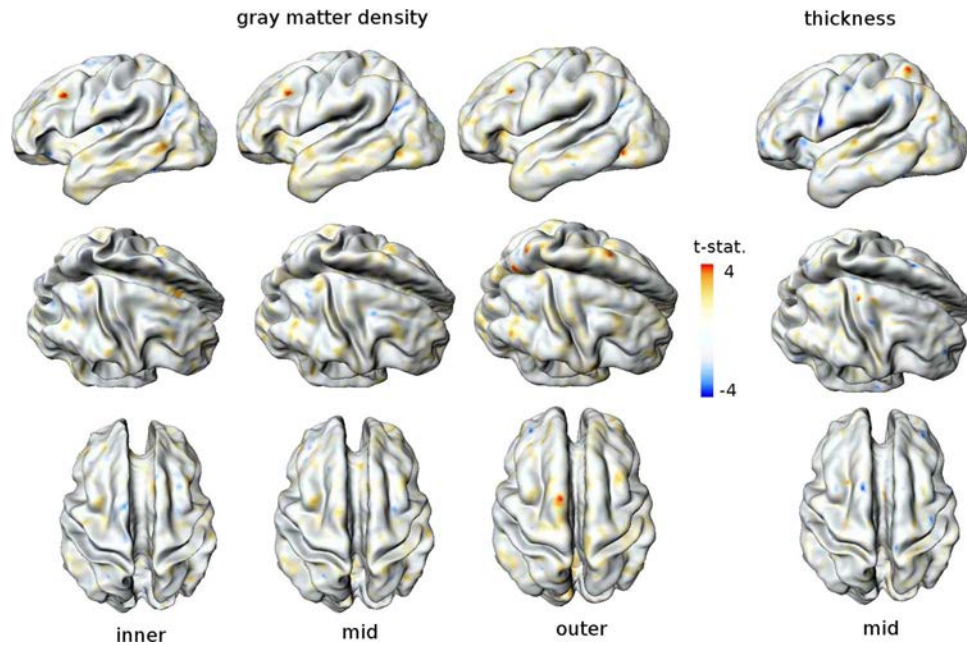 gray matter density
thickness
t-stat.
4
-4
inner
mid
outer
mid